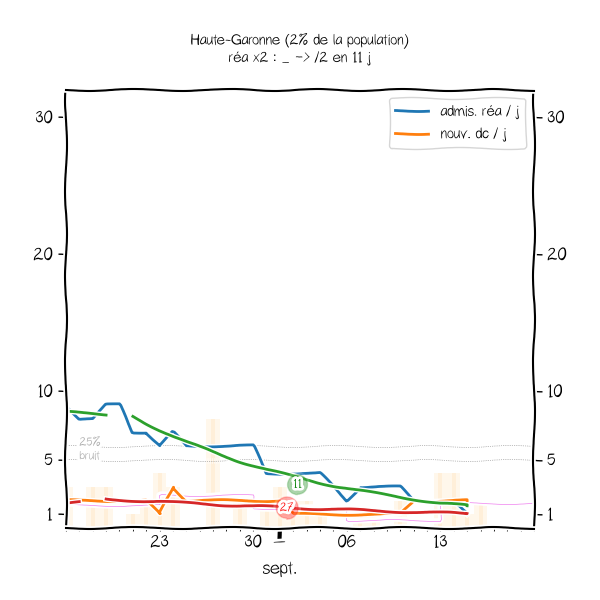 Haute-Garonne (2% de la population)
réa x2 : _ -> /2 en 11 j
admis. réa / j
nouv. dc / j
30
30
20
20
10
10
25%
bruit
5
5
11
27
1
1
23
30
06
13
sept.